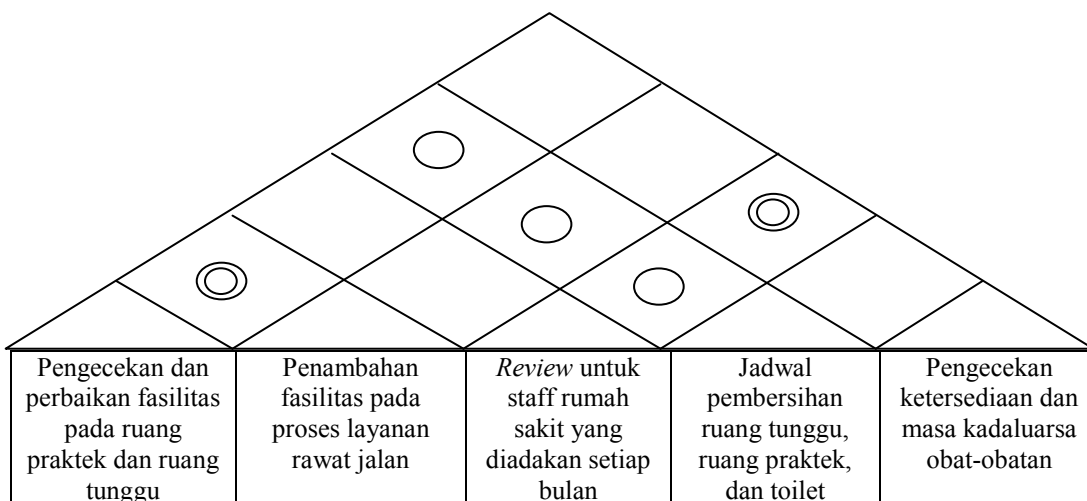 Pengecekan dan
perbaikan fasilitas
pada ruang
praktek dan ruang
tunggu
Penambahan
fasilitas pada
proses layanan
rawat jalan
Review untuk
staff rumah
sakit yang
diadakan setiap
bulan
Jadwal
pembersihan
ruang tunggu,
ruang praktek,
dan toilet
Pengecekan
ketersediaan dan
masa kadaluarsa
obat-obatan